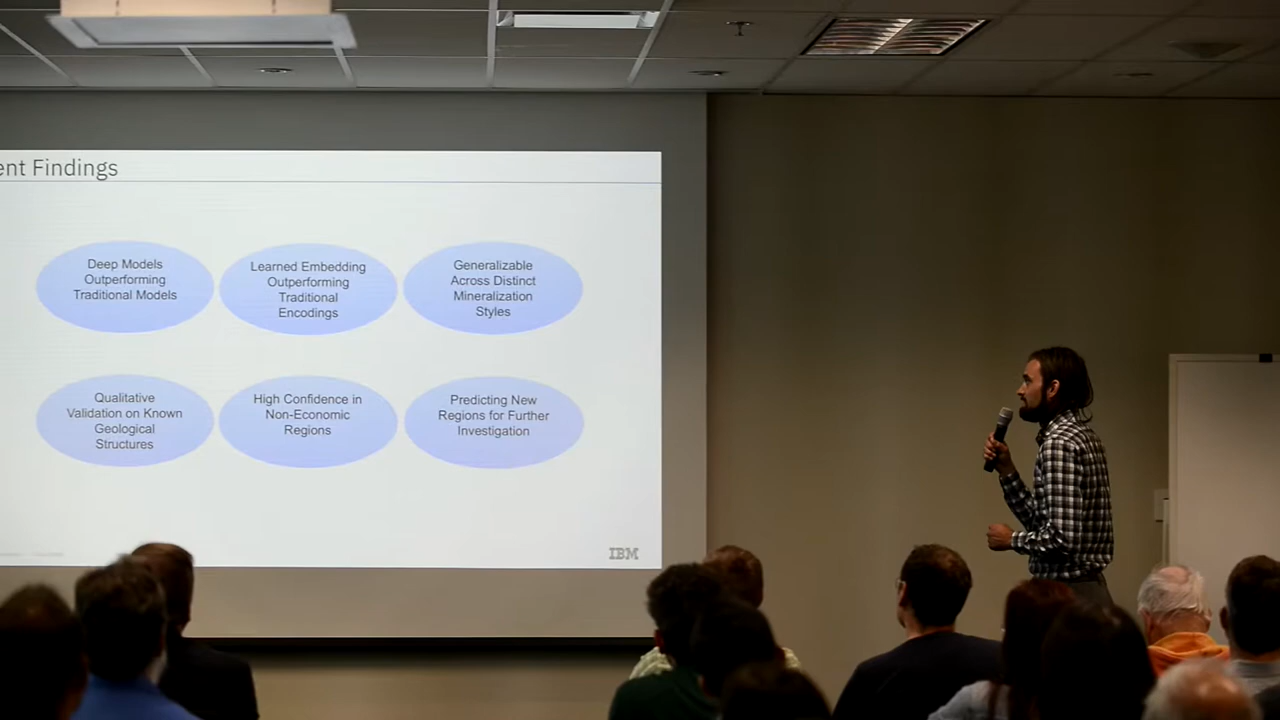 ent Findings
Deep Models
Outperforming
Traditional Models
Learned Embedding
Outperforming
Traditional
Encodings
Generalizable
Across Distinct
Mineralization
Styles
Qualitative
Validation on Known
Geological
Structures
High Confidence in
Non-Economic
Regions
Predicting New
Regions for Further
Investigation
IBM